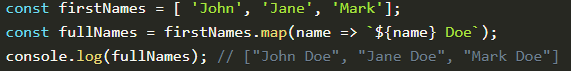 const firstNames = [ 'John', 'Jane', 'Mark'];
const fullNames = firstNames.map(name => `${name} Doe`);
console.log(fullNames); // ["John Doe", "Jane Doe", "Mark Doe"]